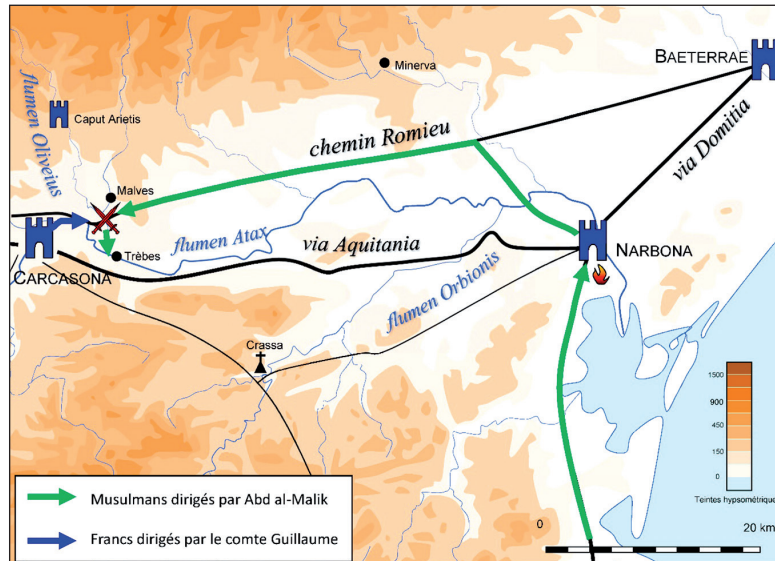 BAETERRAE
Minerva
flumen Oliveius
Caput Arietis
chemin Romieu
via Domitia
Malves
flumen Atax
via Aquitania
NARBONA
Trèbes
CARCASONA
flumen Orbionis
Crassa
1500
900
450
150
0
Teintes hypsométriques
Musulmans dirigés par Abd al-Malik
Francs dirigés par le comte Guillaume
0
20 km